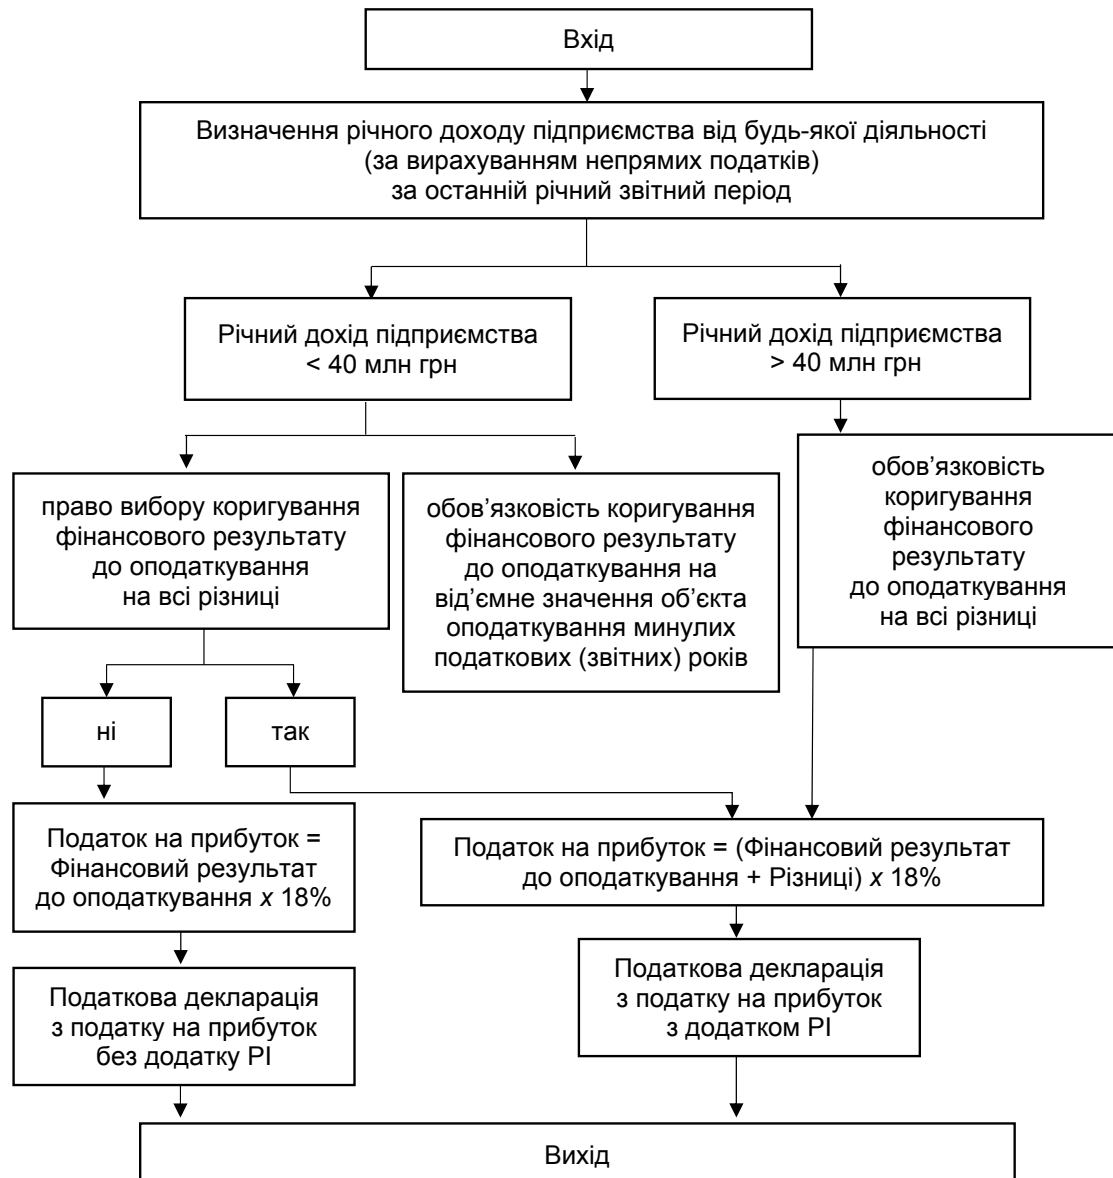 Вхід
Визначення річного доходу підприємства від будь-якої діяльності
(за вирахуванням непрямих податків)
за останній річний звітний період
Річний дохід підприємства
< 40 млн грн
Річний дохід підприємства
> 40 млн грн
право вибору коригування
фінансового результату
до оподаткування
на всі різниці
обов’язковість коригування
фінансового результату
до оподаткування на
від’ємне значення об’єкта
оподаткування минулих
податкових (звітних) років
обов’язковість
коригування
фінансового
результату
до оподаткування
на всі різниці
ні
так
Податок на прибуток =
Фінансовий результат
до оподаткування x 18%
Податок на прибуток = (Фінансовий результат
до оподаткування + Різниці) x 18%
Податкова декларація
з податку на прибуток
без додатку РІ
Податкова декларація
з податку на прибуток
з додатком РІ
Вихід